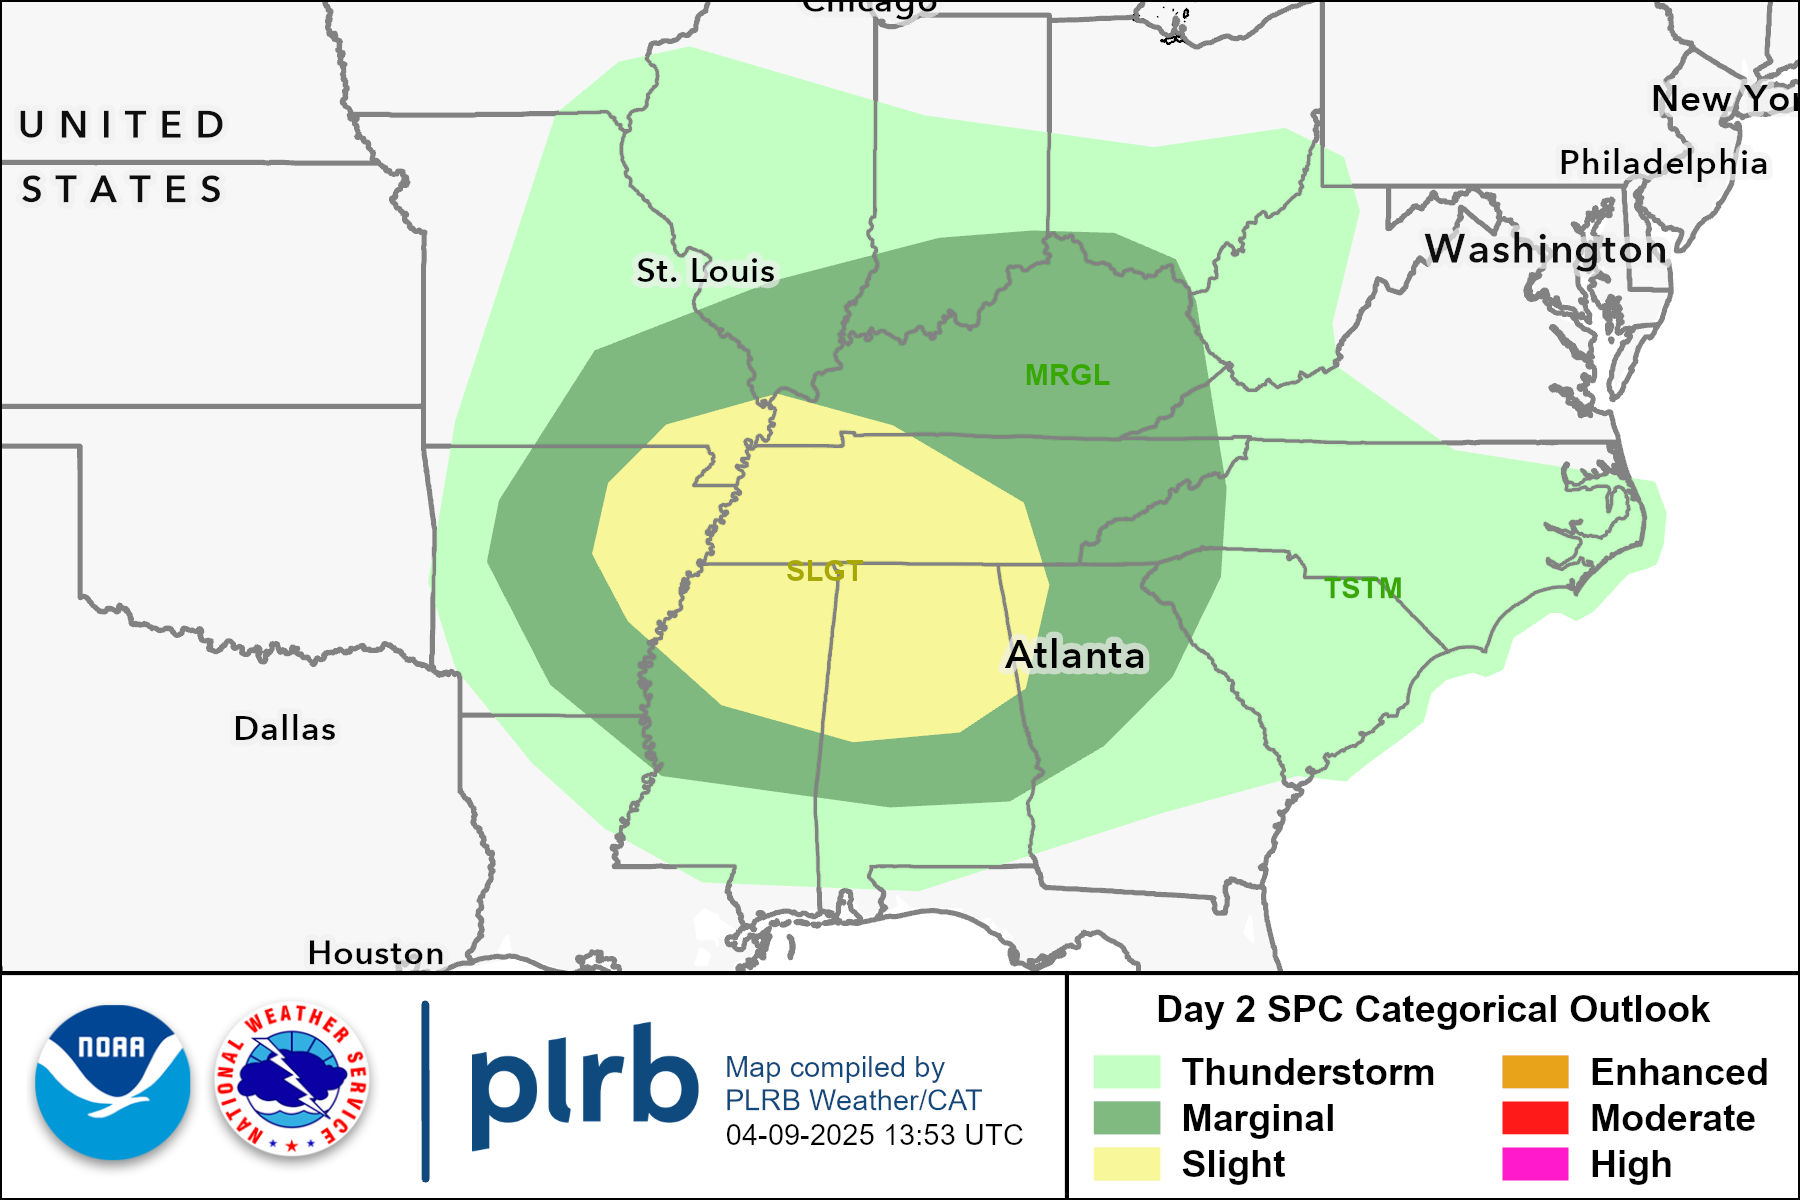 Chicago
UNITED
STATES
New Yor
Philadelphia
Washington
St. Louis
MRGL
SLGT
TSTM
Atlanta
Dallas
Houston
NOAA
NATIONAL WEATHER SERVICE
plrb
Map compiled by
PLRB Weather/CAT
04-09-2025 13:53 UTC
Day 2 SPC Categorical Outlook
Thunderstorm
Marginal
Slight
Enhanced
Moderate
High